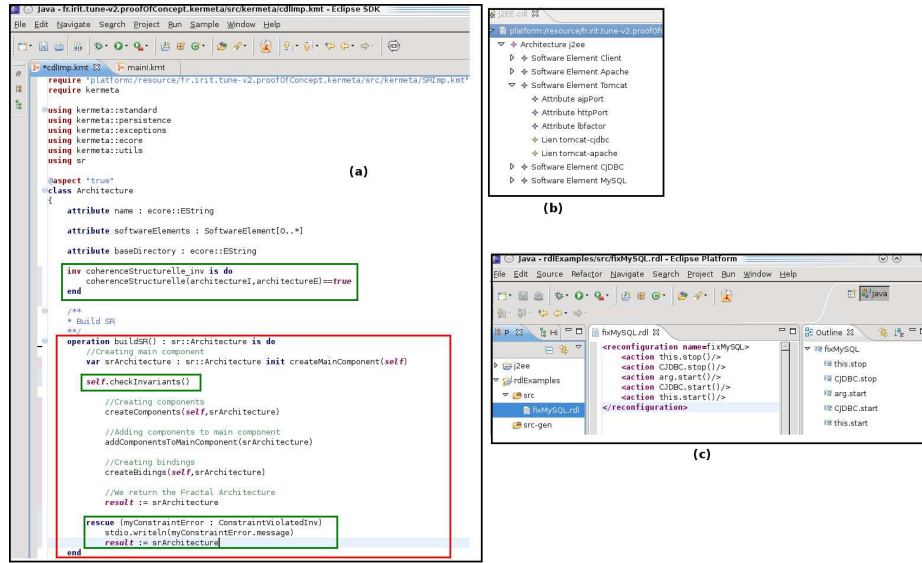 Java - fr.irit.tune-v2.proofOfConcept.kermeta/src/kermeta/cdlImp.kmt - Eclipse SDK
File Edit Navigate Search Project Run Sample Window Help
*cdlImp.kmt mainI.kmt
require "platform:/resource/fr.irit.tune-v2.proofOfConcept.kermeta/src/kermeta/SRImp.kmt"
require kermeta
using kermeta::standard
using kermeta::persistence
using kermeta::exceptions
using kermeta::ecore
using kermeta::utils
using sr
@aspect "true"
class Architecture
{
attribute name : ecore::EString
attribute softwareElements : SoftwareElement[0..*]
attribute baseDirectory : ecore::EString
inv coherenceStructurelle_inv is do
coherenceStructurelle(architectureI,architectureE)==true
end
/**
* Build SR
**/
operation buildSR() : sr::Architecture is do
//Creating main component
var srArchitecture : sr::Architecture init createMainComponent(self)
self.checkInvariants()
//Creating components
createComponents(self,srArchitecture)
//Adding components to main component
addComponentsToMainComponent(srArchitecture)
//Creating bindings
createBidings(self,srArchitecture)
//We return the Fractal Architecture
result := srArchitecture
rescue (myConstraintError : ConstraintViolatedInv)
stdio.writeln(myConstraintError.message)
result := srArchitecture
end
(a)
j2EE.cdl
platform:/resource/fr.irit.tune-v2.proofOf
Architecture j2ee
Software Element Client
Software Element Apache
Software Element Tomcat
Attribute ajpPort
Attribute httpPort
Attribute lbfactor
Lien tomcat-cjdbc
Lien tomcat-apache
Software Element CJDBC
Software Element MySQL
(b)
Java - rdlExamples/src/fixMySQL.rdl - Eclipse Platform
File Edit Source Refactor Navigate Search Project Run Window Help
Java
P Hi fixMySQL.rdl Outline
j2ee
rdlExamples
src
fixMySQL.rdl
src-gen
<reconfiguration name=fixMySQL>
<action this.stop()/>
<action CJDBC.stop()/>
<action arg.start()/>
<action CJDBC.start()/>
<action this.start()/>
</reconfiguration>
fixMySQL
this.stop
CJDBC.stop
arg.start
CJDBC.start
this.start
(c)